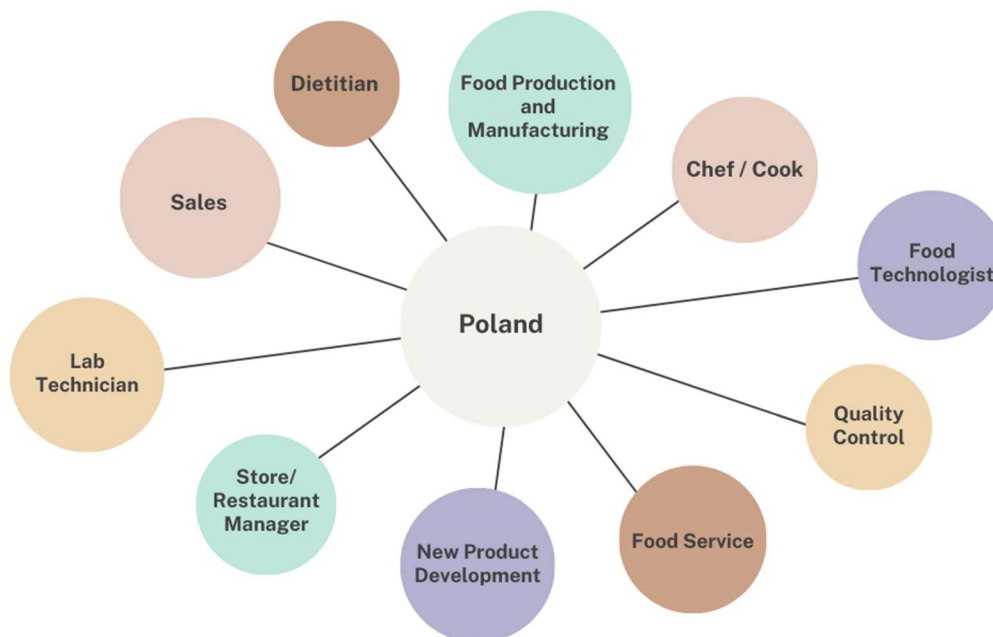 Dietitian
Food Production
and
Manufacturing
Chef / Cook
Sales
Food
Technologist
Poland
Lab
Technician
Quality
Control
Store/
Restaurant
Manager
New Product
Development
Food Service